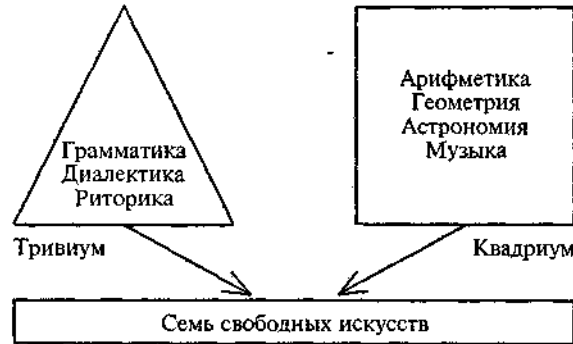 Грамматика
Диалектика
Риторика
Тривиум
Арифметика
Геометрия
Астрономия
Музыка
Квадриум
Семь свободных искусств